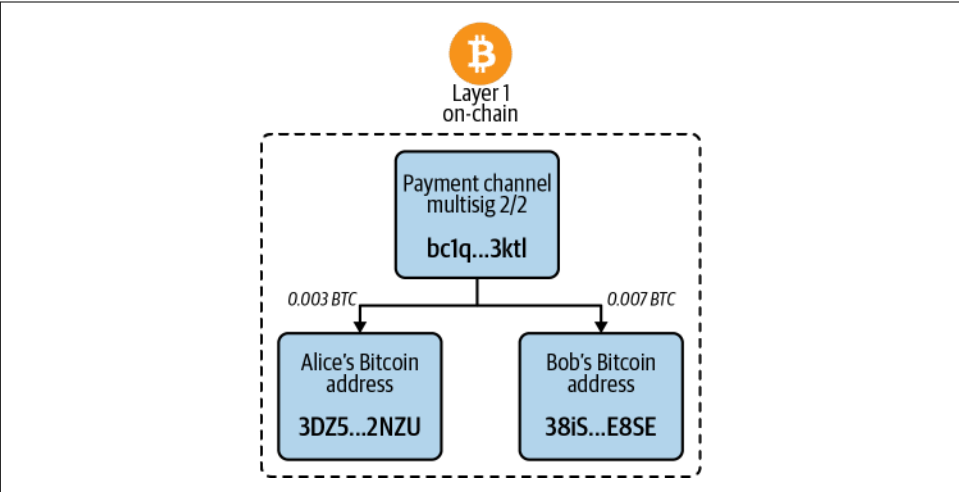 Layer 1
on-chain
Payment channel
multisig 2/2
bc1q...3ktl
0.003 BTC
0.007 BTC
Alice's Bitcoin
address
3DZ5...2NZU
Bob's Bitcoin
address
38iS...E8SE